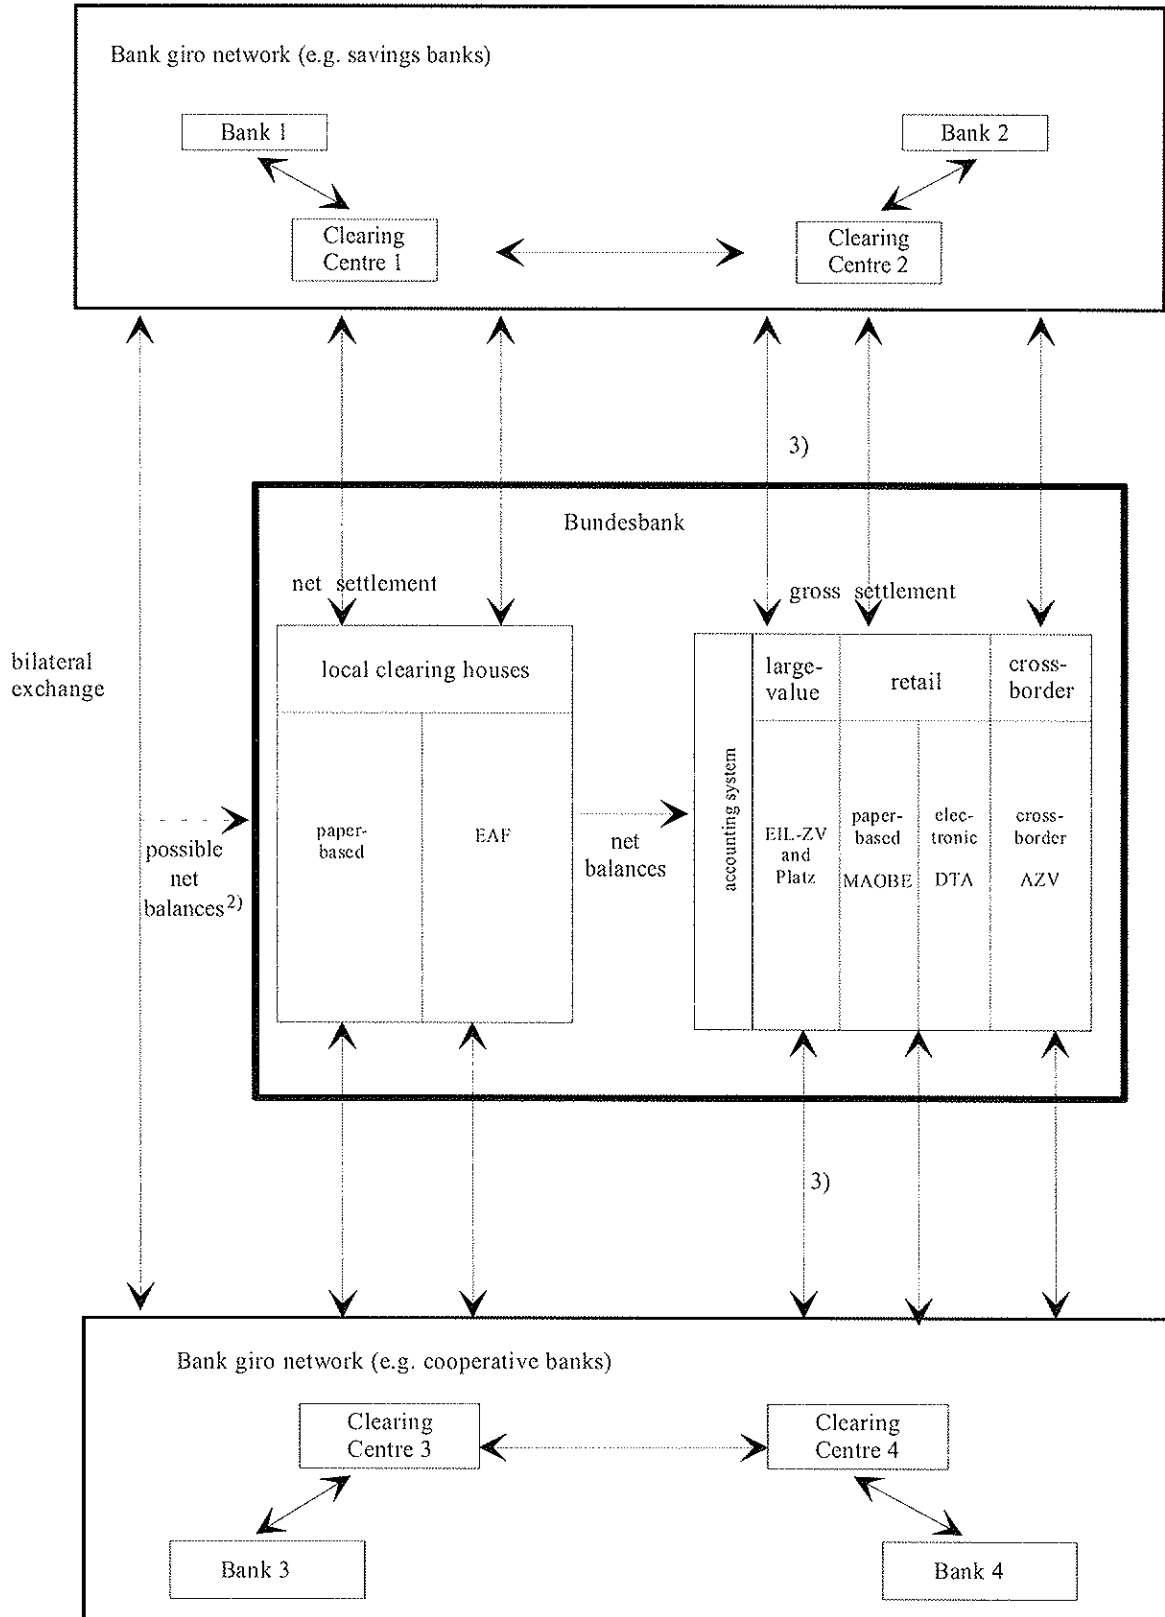 Bank giro network (e.g. savings banks)
Bank 1
Bank 2
Clearing
Centre 1
Clearing
Centre 2
3)
Bundesbank
net settlement
gross settlement
bilateral
exchange
local clearing houses
large-
value
retail
cross-
border
accounting system
paper-
based
EAF
net
balances
EIL-ZV
and
Platz
paper-
based
MAOBE
elec-
tronic
DTA
cross-
border
AZV
possible
net
balances2)
3)
Bank giro network (e.g. cooperative banks)
Clearing
Centre 3
Clearing
Centre 4
Bank 3
Bank 4